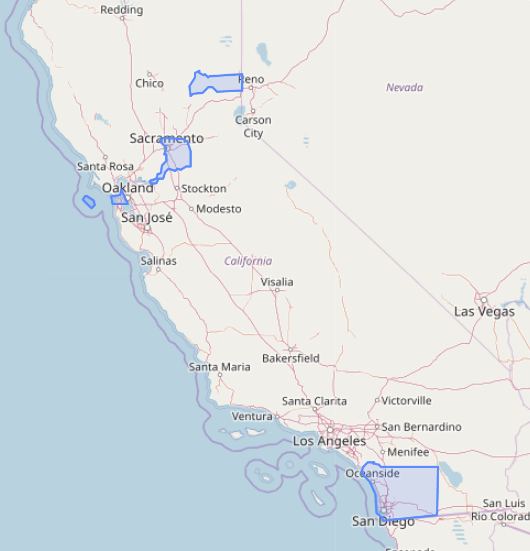 Redding
Chico
Reno
Nevada
Carson
City
Sacramento
Santa Rosa
Oakland
Stockton
Modesto
San José
Salinas
California
Visalia
Las Vegas
Bakersfield
Santa Maria
Santa Clarita
Victorville
Ventura
San Bernardino
Los Angeles
Menifee
Oceanside
San Luis
Río Colorado
San Diego